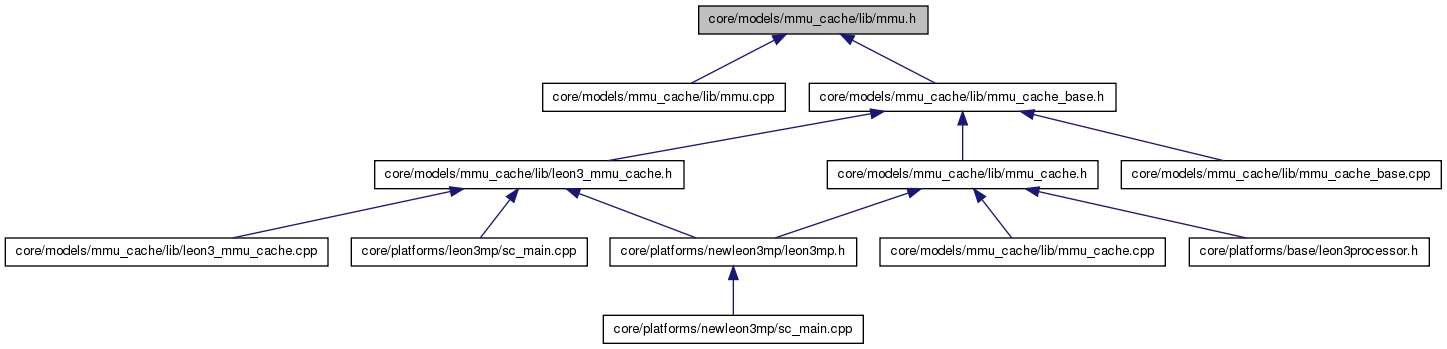 core/models/mmu_cache/lib/mmu.h
core/models/mmu_cache/lib/mmu.cpp
core/models/mmu_cache/lib/mmu_cache_base.h
core/models/mmu_cache/lib/leon3_mmu_cache.h
core/models/mmu_cache/lib/mmu_cache.h
core/models/mmu_cache/lib/mmu_cache_base.cpp
core/models/mmu_cache/lib/leon3_mmu_cache.cpp
core/platforms/leon3mp/sc_main.cpp
core/platforms/newleon3mp/leon3mp.h
core/models/mmu_cache/lib/mmu_cache.cpp
core/platforms/base/leon3processor.h
core/platforms/newleon3mp/sc_main.cpp